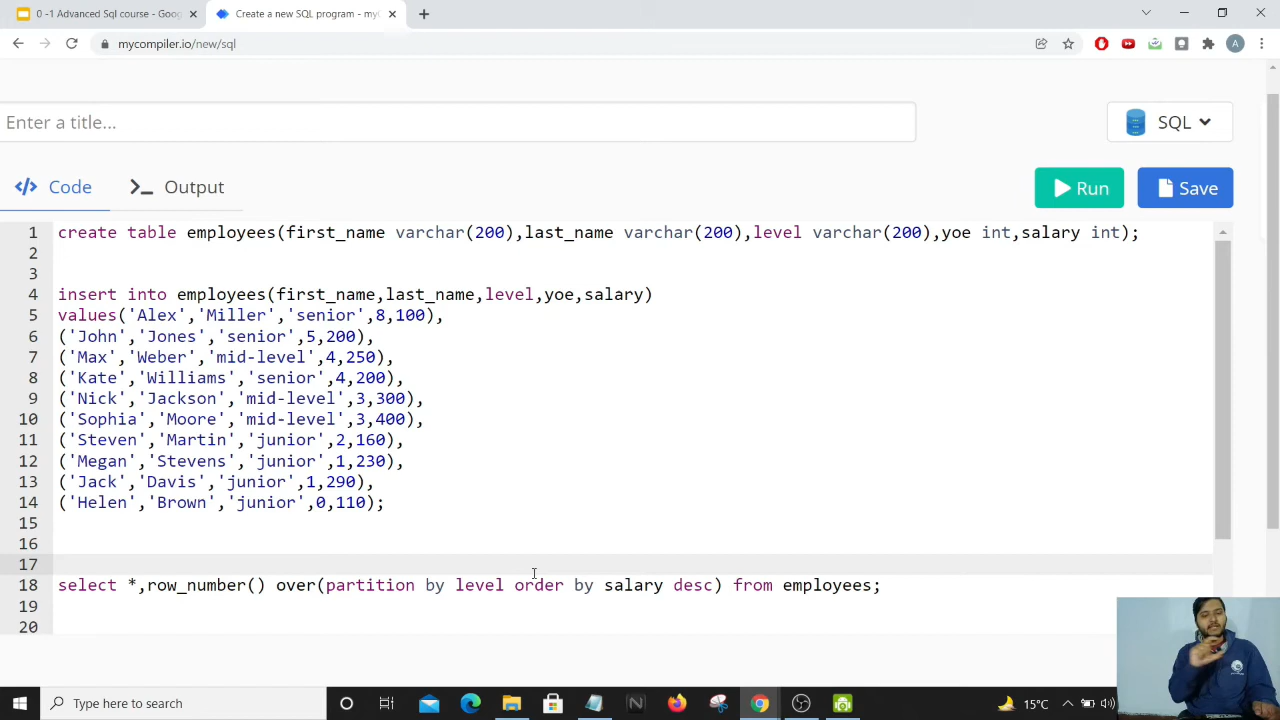 0 -1 Advanced Sql course - Goog
Create a new SQL program - my
mycompiler.io/new/sql
A
Enter a title...
SQL
Code
Output
Run
Save
1 create table employees(first_name varchar(200),last_name varchar(200),level varchar(200),yoe int,salary int);
2
3
4 insert into employees(first_name,last_name,level,yoe,salary)
5 values('Alex','Miller','senior',8,100),
6 ('John','Jones','senior',5,200),
7 ('Max','Weber','mid-level',4,250),
8 ('Kate','Williams','senior',4,200),
9 ('Nick','Jackson','mid-level',3,300),
10 ('Sophia','Moore','mid-level',3,400),
11 ('Steven','Martin','junior',2,160),
12 ('Megan','Stevens','junior',1,230),
13 ('Jack','Davis','junior',1,290),
14 ('Helen','Brown','junior',0,110);
15
16
17
18 select *,row_number() over(partition by level order by salary desc) from employees;
19
20
Type here to search
N
15°C